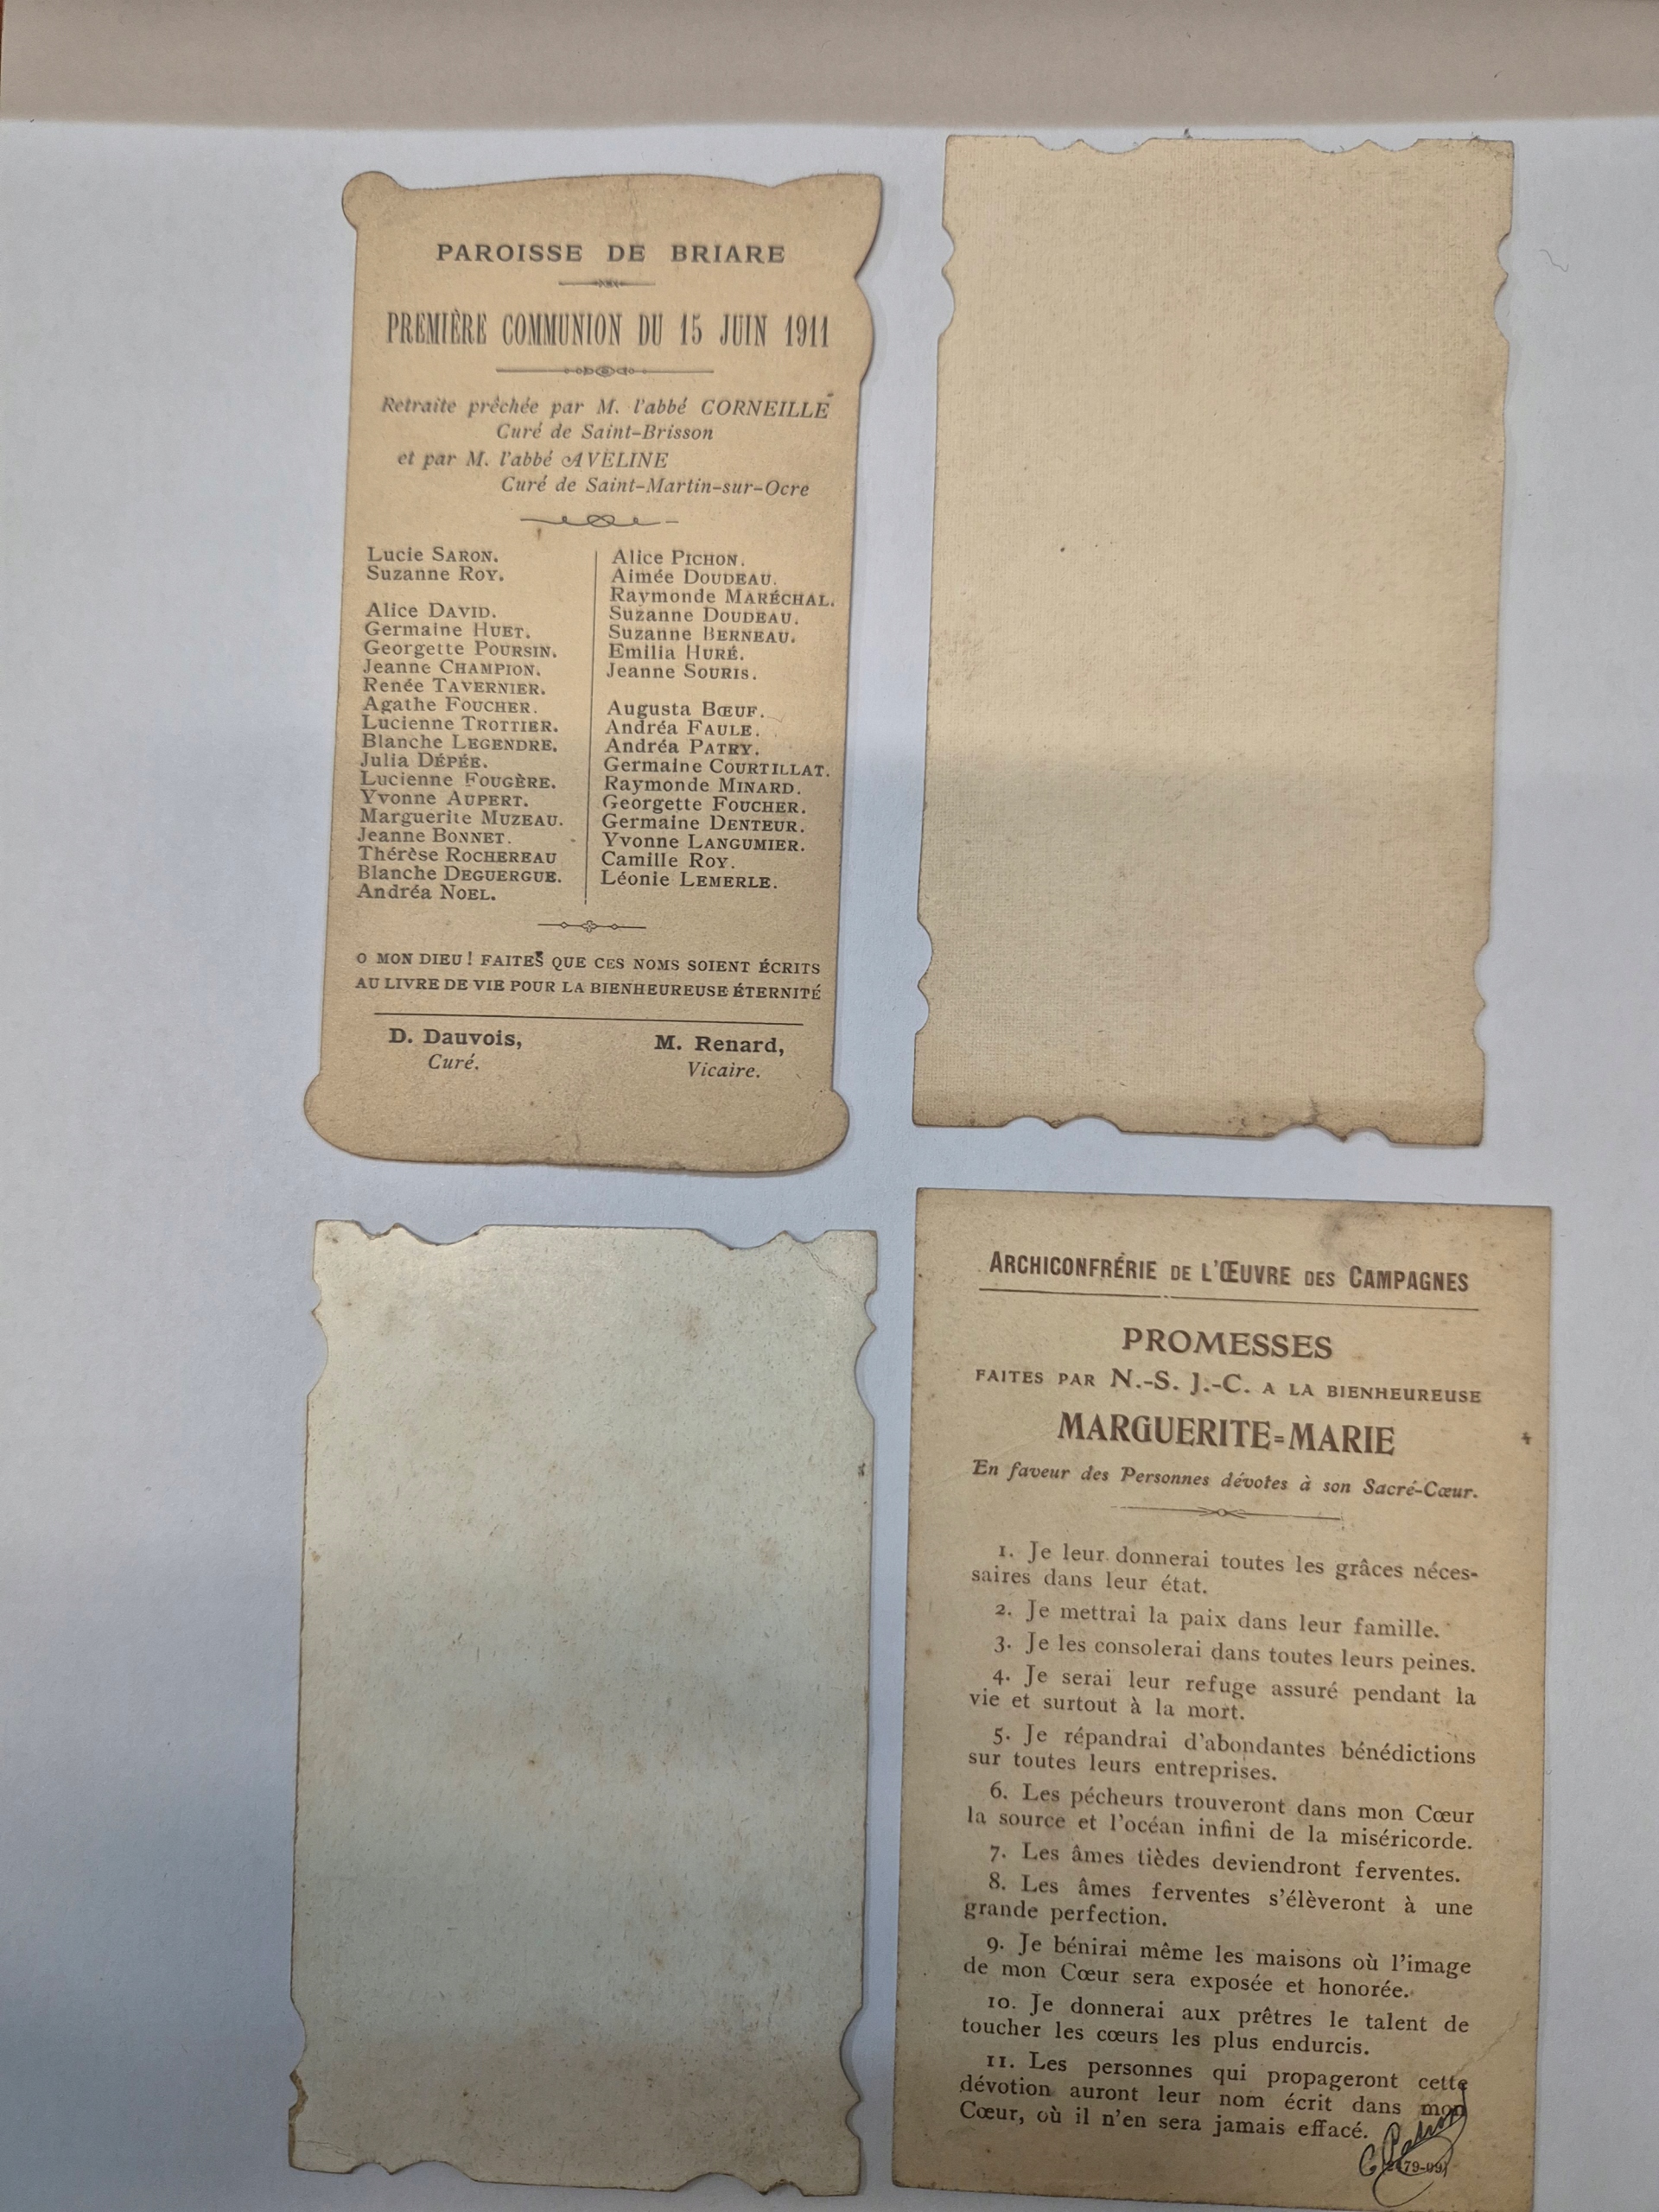 PAROISSE DE BRIARE
PREMIÈRE COMMUNION DU 15 JUIN 1911
Retraite prêchée par M. l'abbé CORNEILLE
Curé de Saint-Brisson
et par M. l'abbé AVELINE
Curé de Saint-Martin-sur-Ocre
Lucie SARON.
Suzanne ROY.
Alice DAVID.
Germaine HUET.
Georgette POURSIN.
Jeanne CHAMPION.
Renée TAVERNIER.
Agathe FOUCHER.
Lucienne TROTTIER.
Blanche LEGENDRE.
Julia DÉPÉE.
Lucienne FOUGÈRE.
Yvonne AUPERT.
Marguerite MUZEAU.
Jeanne BONNET.
Thérèse ROCHEREAU
Blanche DEGUERGUE.
Andréa NOEL.
Alice PICHON.
Aimée DOUDEAU.
Raymonde MARÉCHAL.
Suzanne DOUDEAU.
Suzanne BERNEAU.
Emilia HURÉ.
Jeanne SOURIS.
Augusta BŒUF.
Andréa FAULE.
Andréa PATRY.
Germaine COURTILLAT.
Raymonde MINARD.
Georgette FOUCHER.
Germaine DENTEUR.
Yvonne LANGUMIER.
Camille ROY.
Léonie LEMERLE.
O MON DIEU ! FAITES QUE CES NOMS SOIENT ÉCRITS
AU LIVRE DE VIE POUR LA BIENHEUREUSE ÉTERNITÉ
D. Dauvois,
Curé.
M. Renard,
Vicaire.
ARCHICONFRÉRIE DE L'ŒUVRE DES CAMPAGNES
PROMESSES
FAITES PAR N.-S. J.-C. A LA BIENHEUREUSE
MARGUERITE=MARIE
En faveur des Personnes dévotes à son Sacré-Cœur.
1. Je leur donnerai toutes les grâces néces-
saires dans leur état.
2. Je mettrai la paix dans leur famille.
3. Je les consolerai dans toutes leurs peines.
4. Je serai leur refuge assuré pendant la
vie et surtout à la mort.
5. Je répandrai d'abondantes bénédictions
sur toutes leurs entreprises.
6. Les pécheurs trouveront dans mon Cœur
la source et l'océan infini de la miséricorde.
7. Les âmes tièdes deviendront ferventes.
8. Les âmes ferventes s'élèveront à une
grande perfection.
9. Je bénirai même les maisons où l'image
de mon Cœur sera exposée et honorée.
10. Je donnerai aux prêtres le talent de
toucher les cœurs les plus endurcis.
11. Les personnes qui propageront cette
dévotion auront leur nom écrit dans mon
Cœur, où il n'en sera jamais effacé.